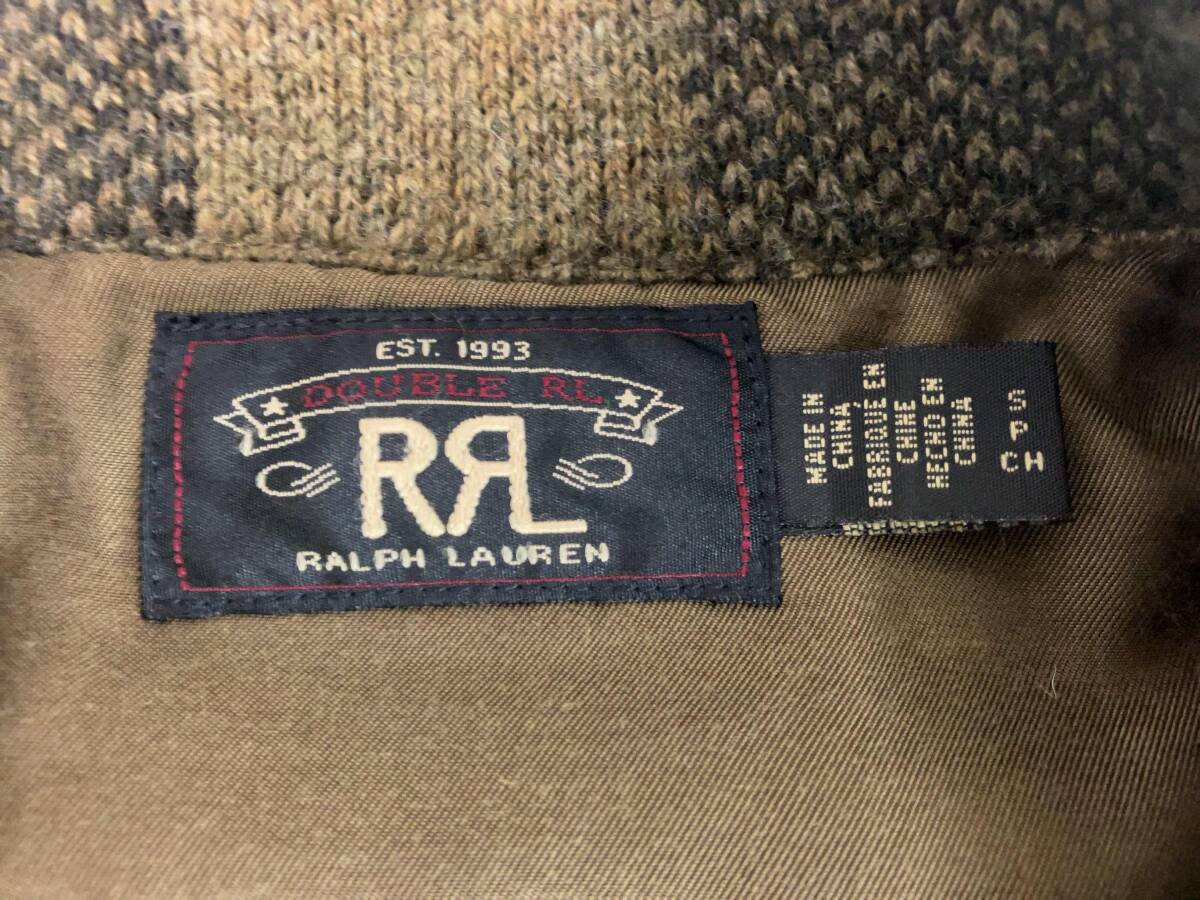 EST. 1993
DOUBLE RL
RRL
RALPH LAUREN
MADE IN
CHINA
FABRIQUE EN
CHINE
HECHO EN
CHINA
S
P
CH